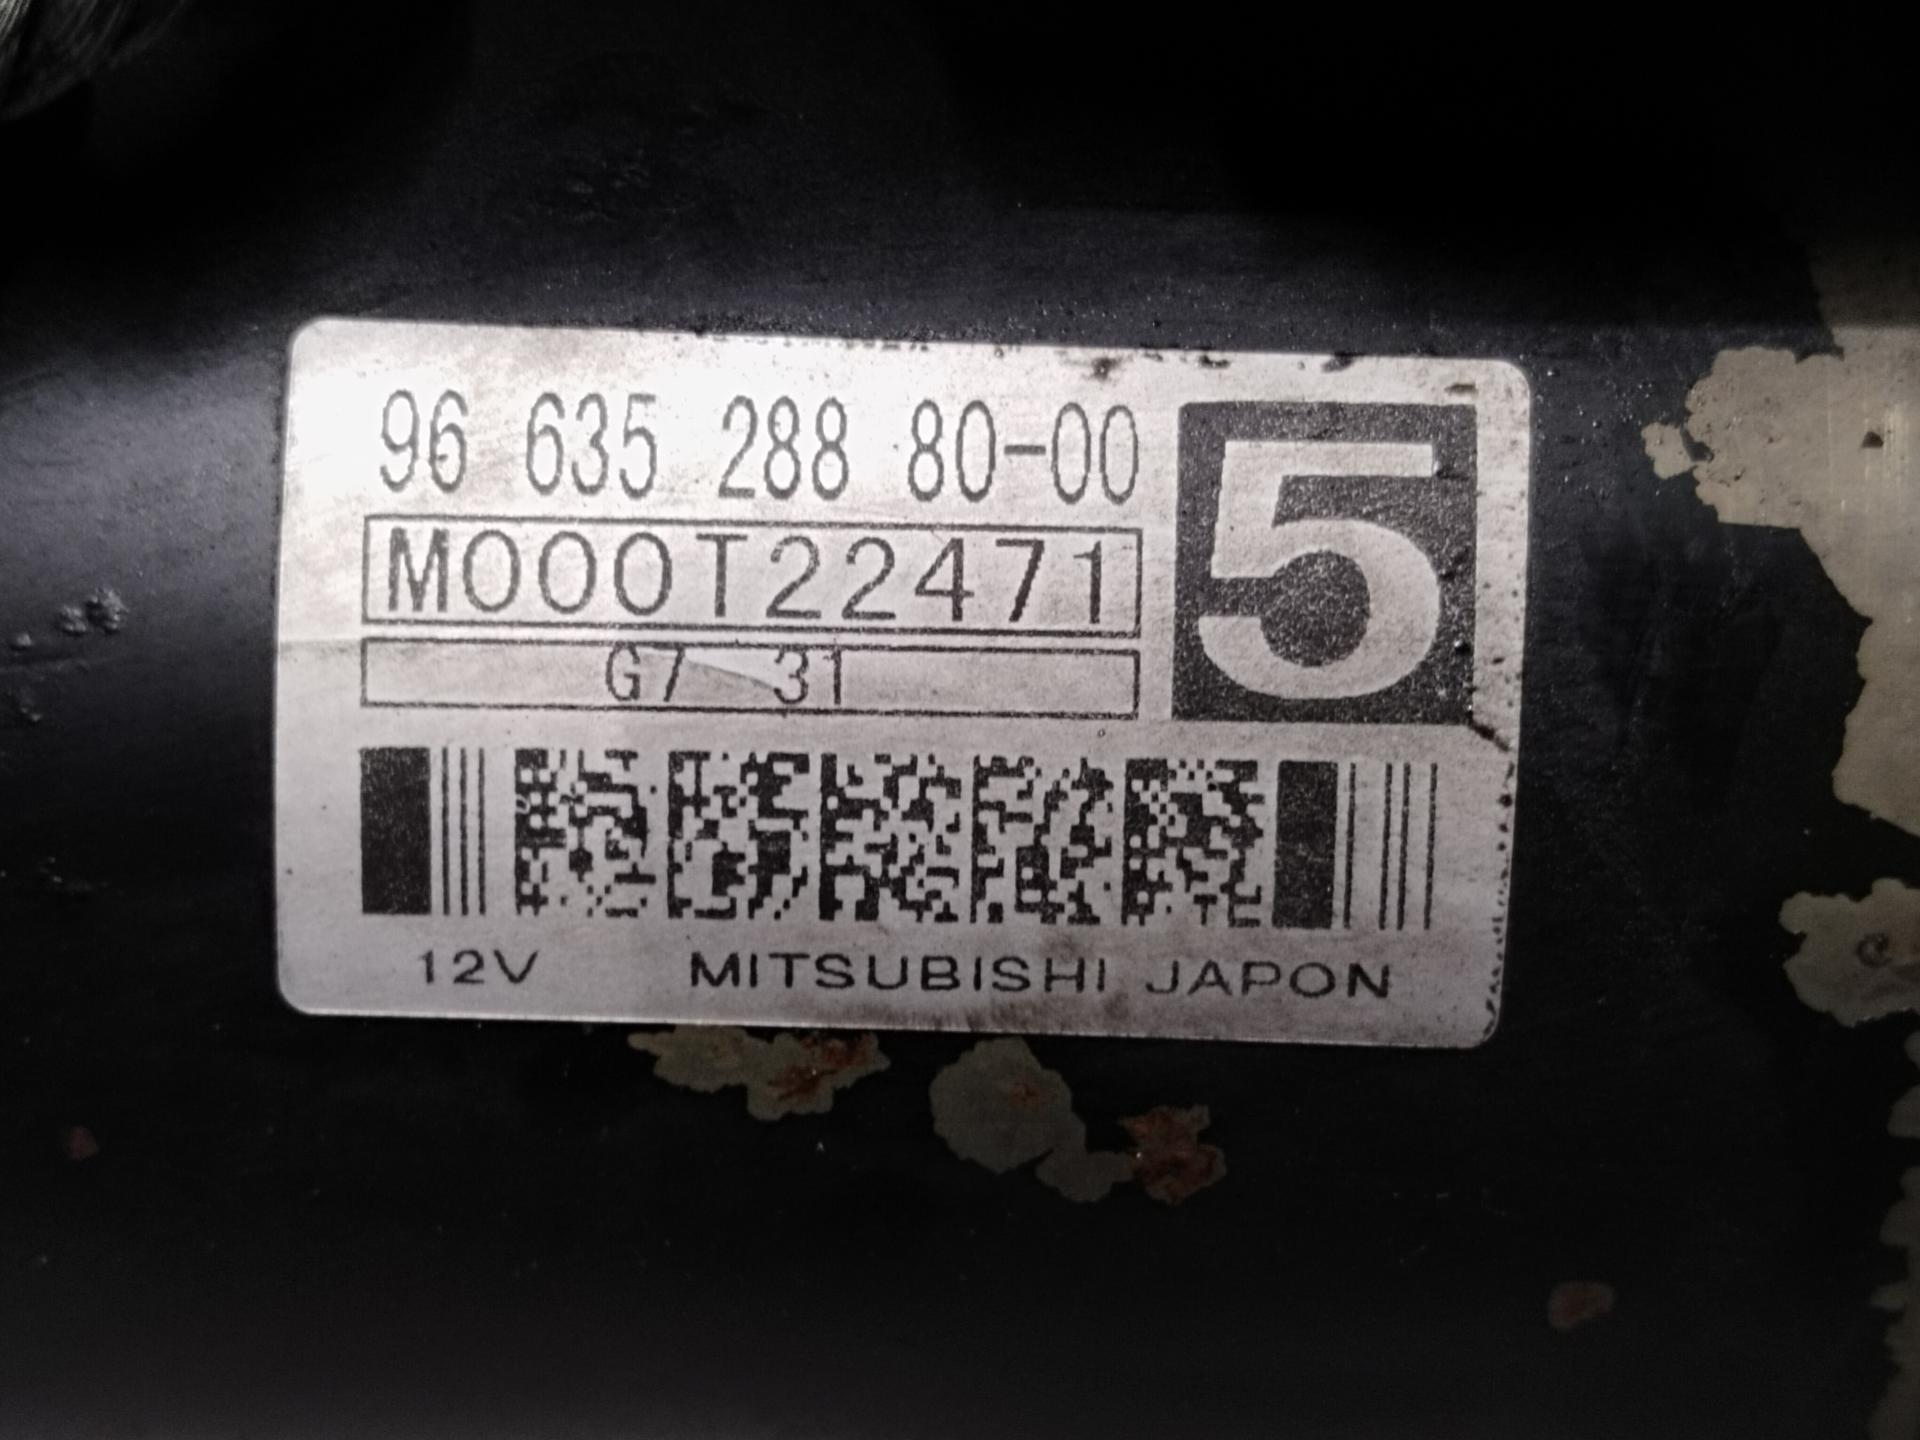 96 635 288 80-00
5
M000T22471
G7 31
12V MITSUBISHI JAPON